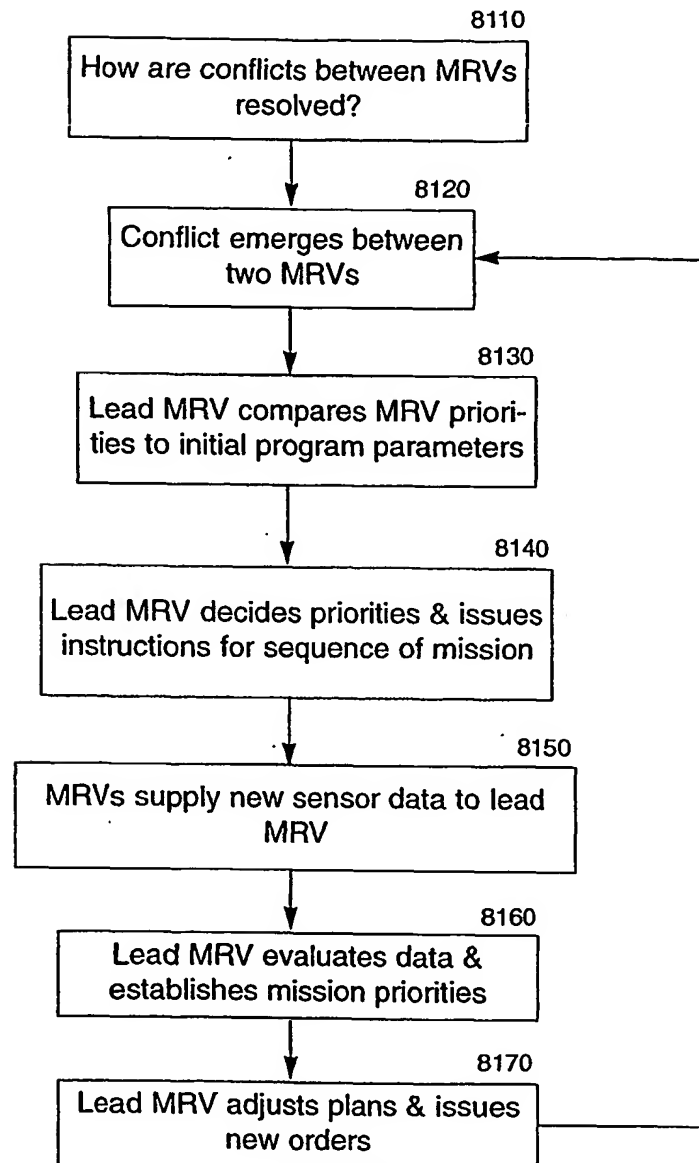 8110
How are conflicts between MRVs
resolved?
8120
Conflict emerges between
two MRVs
8130
Lead MRV compares MRV priori-
ties to initial program parameters
8140
Lead MRV decides priorities & issues
instructions for sequence of mission
8150
MRVs supply new sensor data to lead
MRV
8160
Lead MRV evaluates data &
establishes mission priorities
8170
Lead MRV adjusts plans & issues
new orders